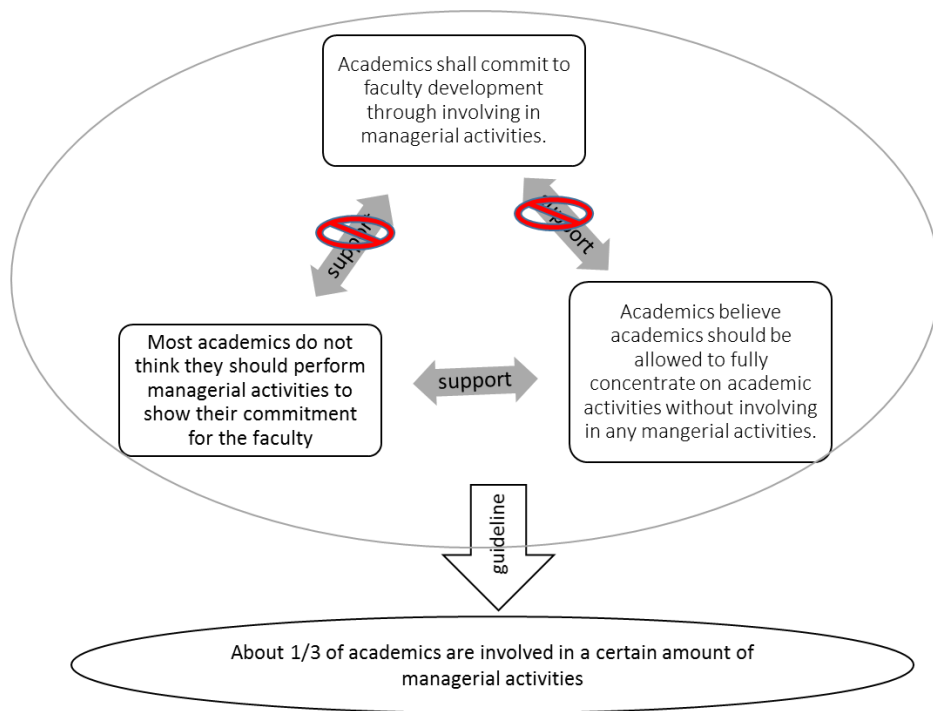 Academics shall commit to
faculty development
through involving in
managerial activities.
support
support
Most academics do not
think they should perform
managerial activities to
show their commitment
for the faculty
support
Academics believe
academics should be
allowed to fully
concentrate on academic
activities without involving
in any mangerial activities.
guideline
About 1/3 of academics are involved in a certain amount of
managerial activities